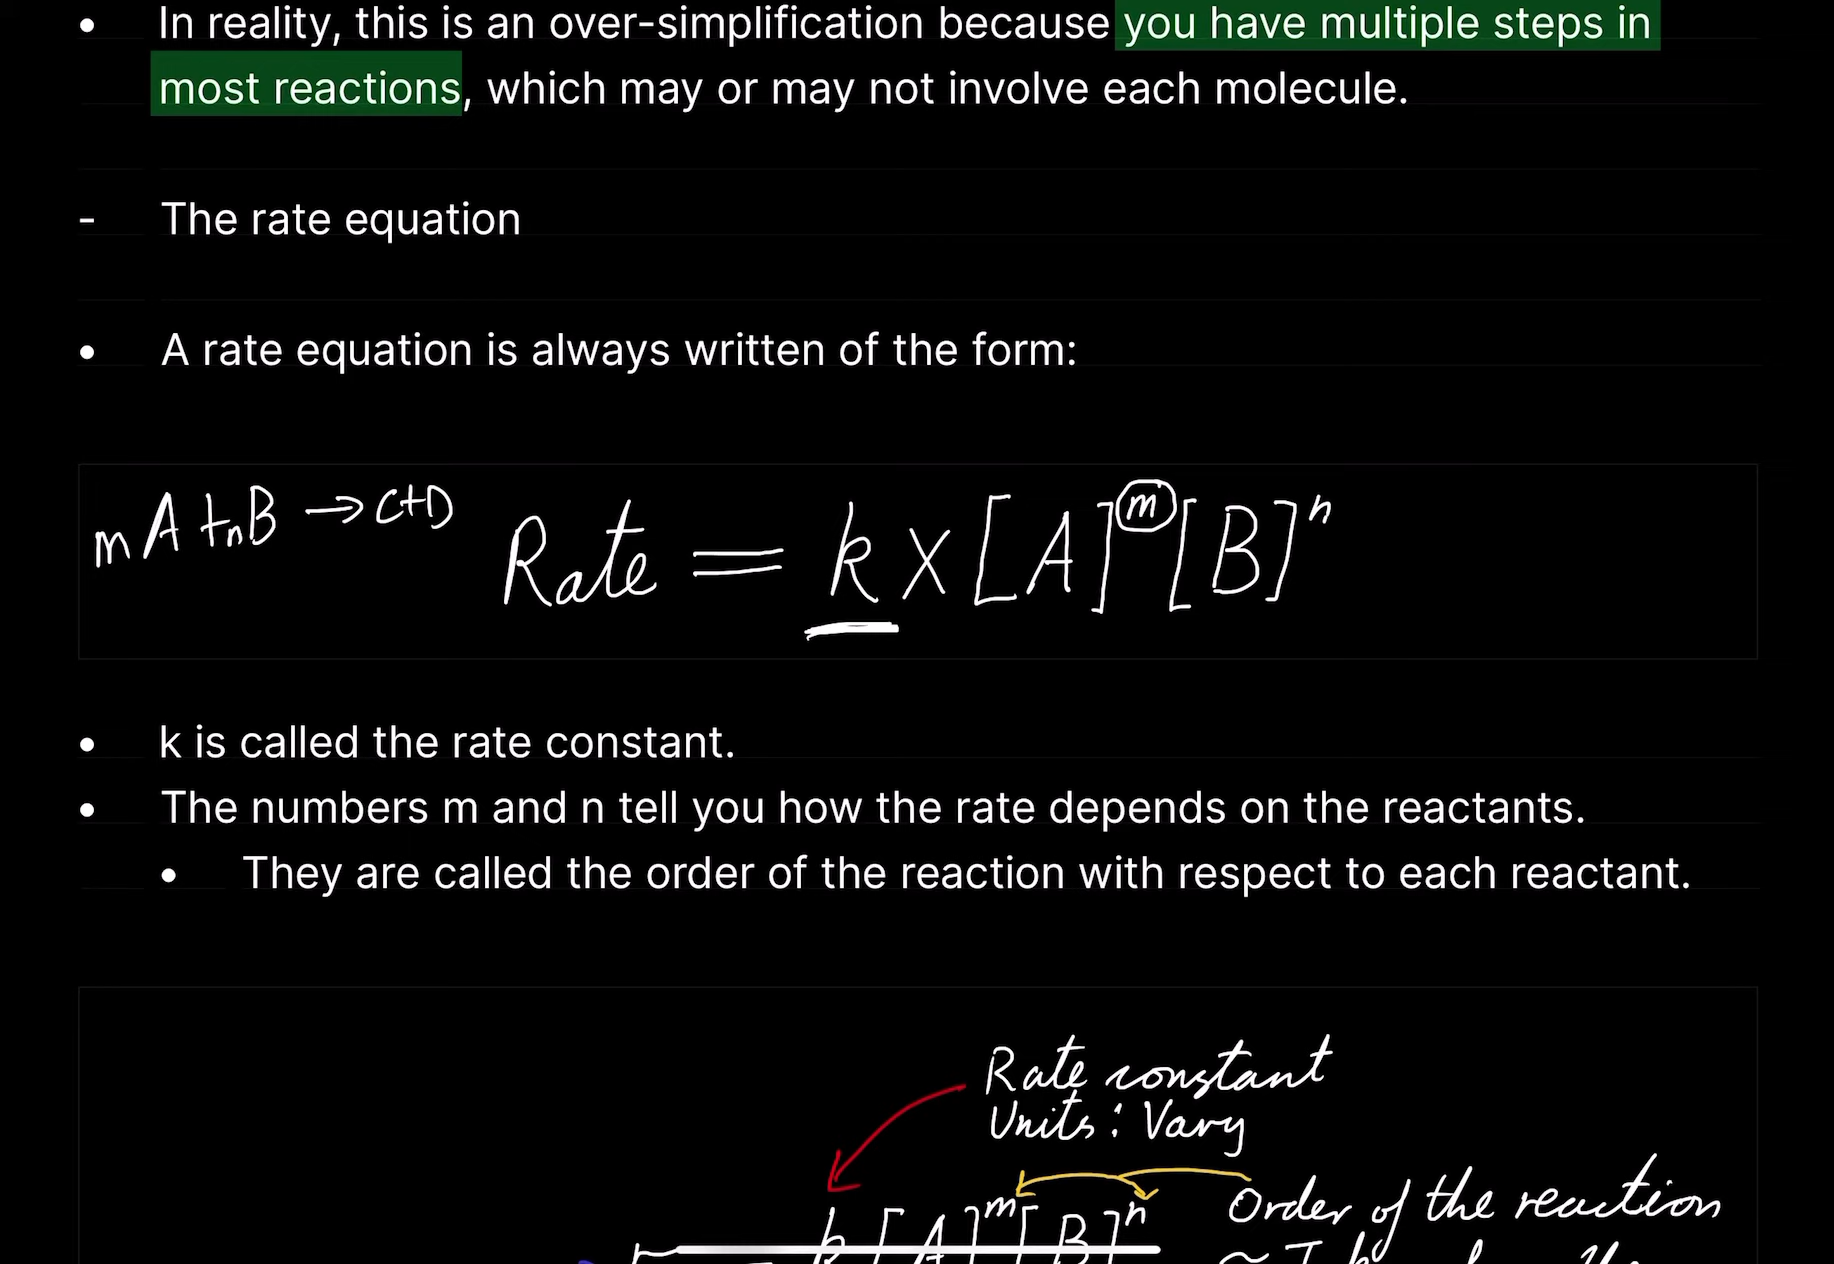 • In reality, this is an over-simplification because you have multiple steps in
most reactions, which may or may not involve each molecule.
- The rate equation
• A rate equation is always written of the form:
mA + nB → C+D Rate = k x [A]^m [B]^n
• k is called the rate constant.
• The numbers m and n tell you how the rate depends on the reactants.
• They are called the order of the reaction with respect to each reactant.
Rate constant
Units: Vary
k [A]^m [B]^n Order of the reaction